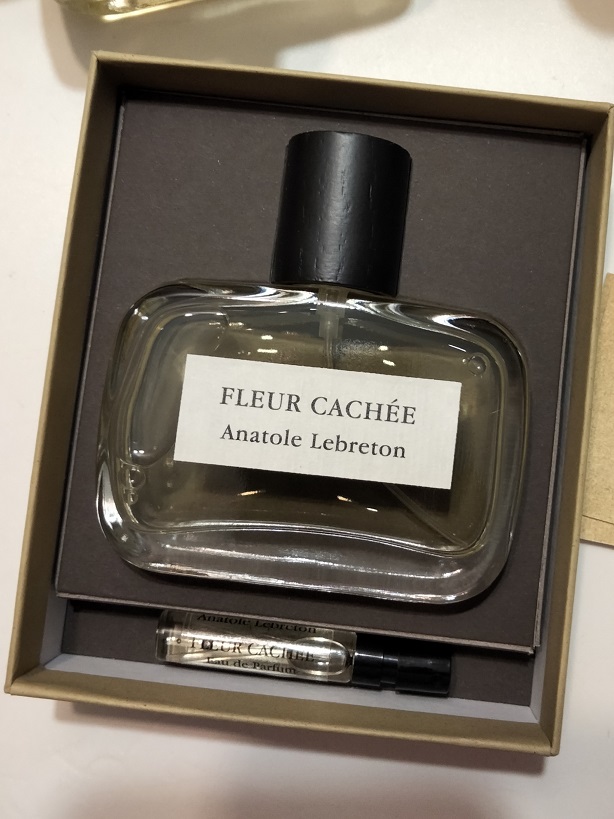 FLEUR CACHÉE
Anatole Lebreton
Anatole Lebreton
FLEUR CACHÉE
Eau de Parfum